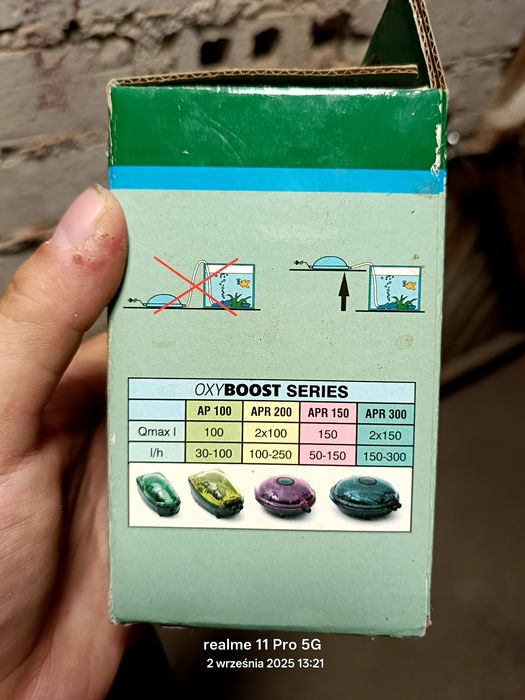 OXYBOOST SERIES
AP 100 APR 200 APR 150 APR 300
Qmax l 100 2x100 150 2x150
l/h 30-100 100-250 50-150 150-300
realme 11 Pro 5G
2 września 2025 13:21